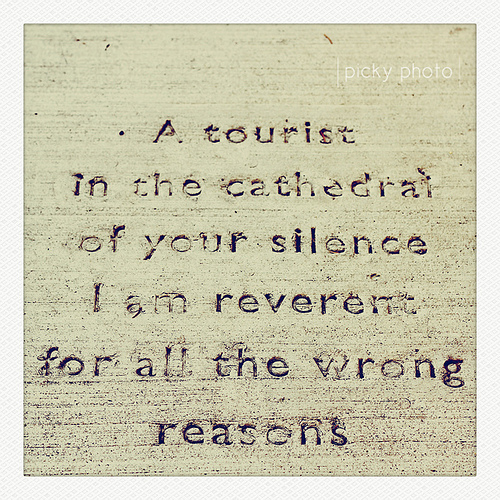 picky photo
A tourist
in the cathedral
of your silence
I am reverent
for all the wrong
reasons